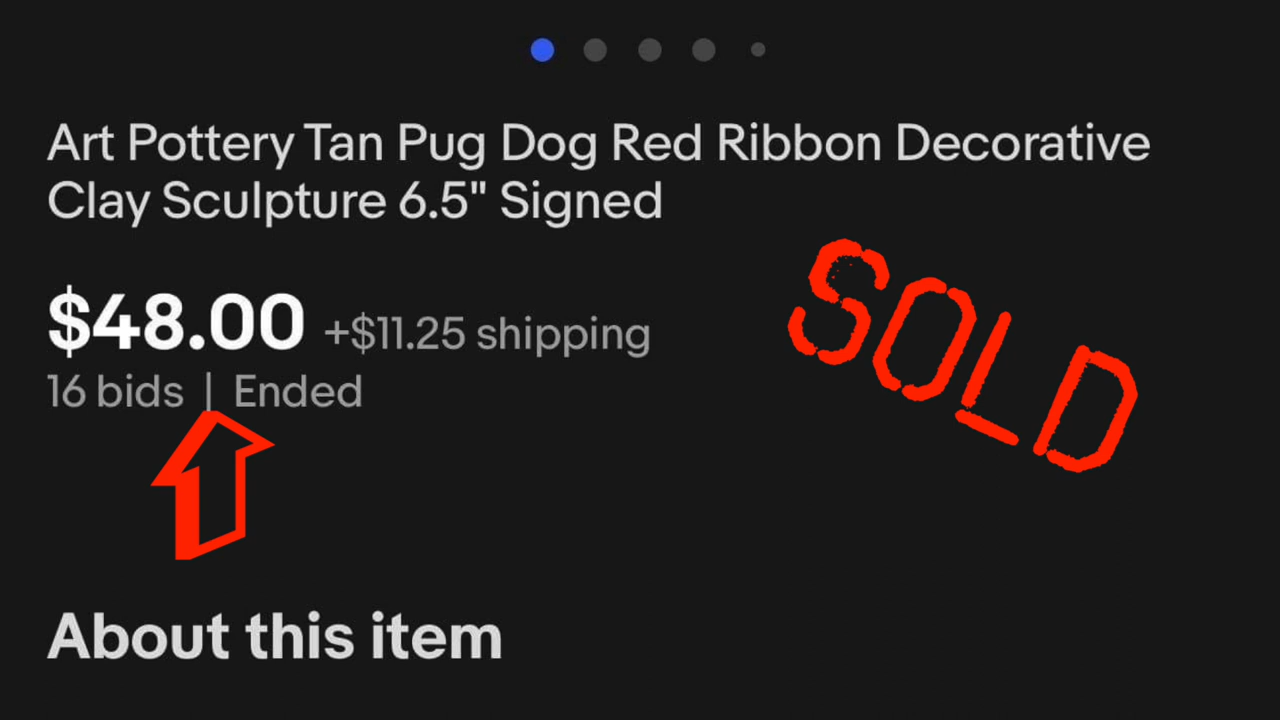 Art Pottery Tan Pug Dog Red Ribbon Decorative
Clay Sculpture 6.5" Signed
$48.00 +$11.25 shipping
16 bids | Ended
SOLD
About this item